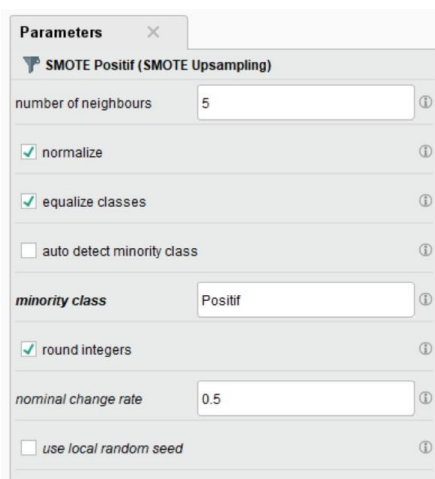 Parameters
SMOTE Positif (SMOTE Upsampling)
number of neighbours 5
normalize
equalize classes
auto detect minority class
minority class Positif
round integers
nominal change rate 0.5
use local random seed